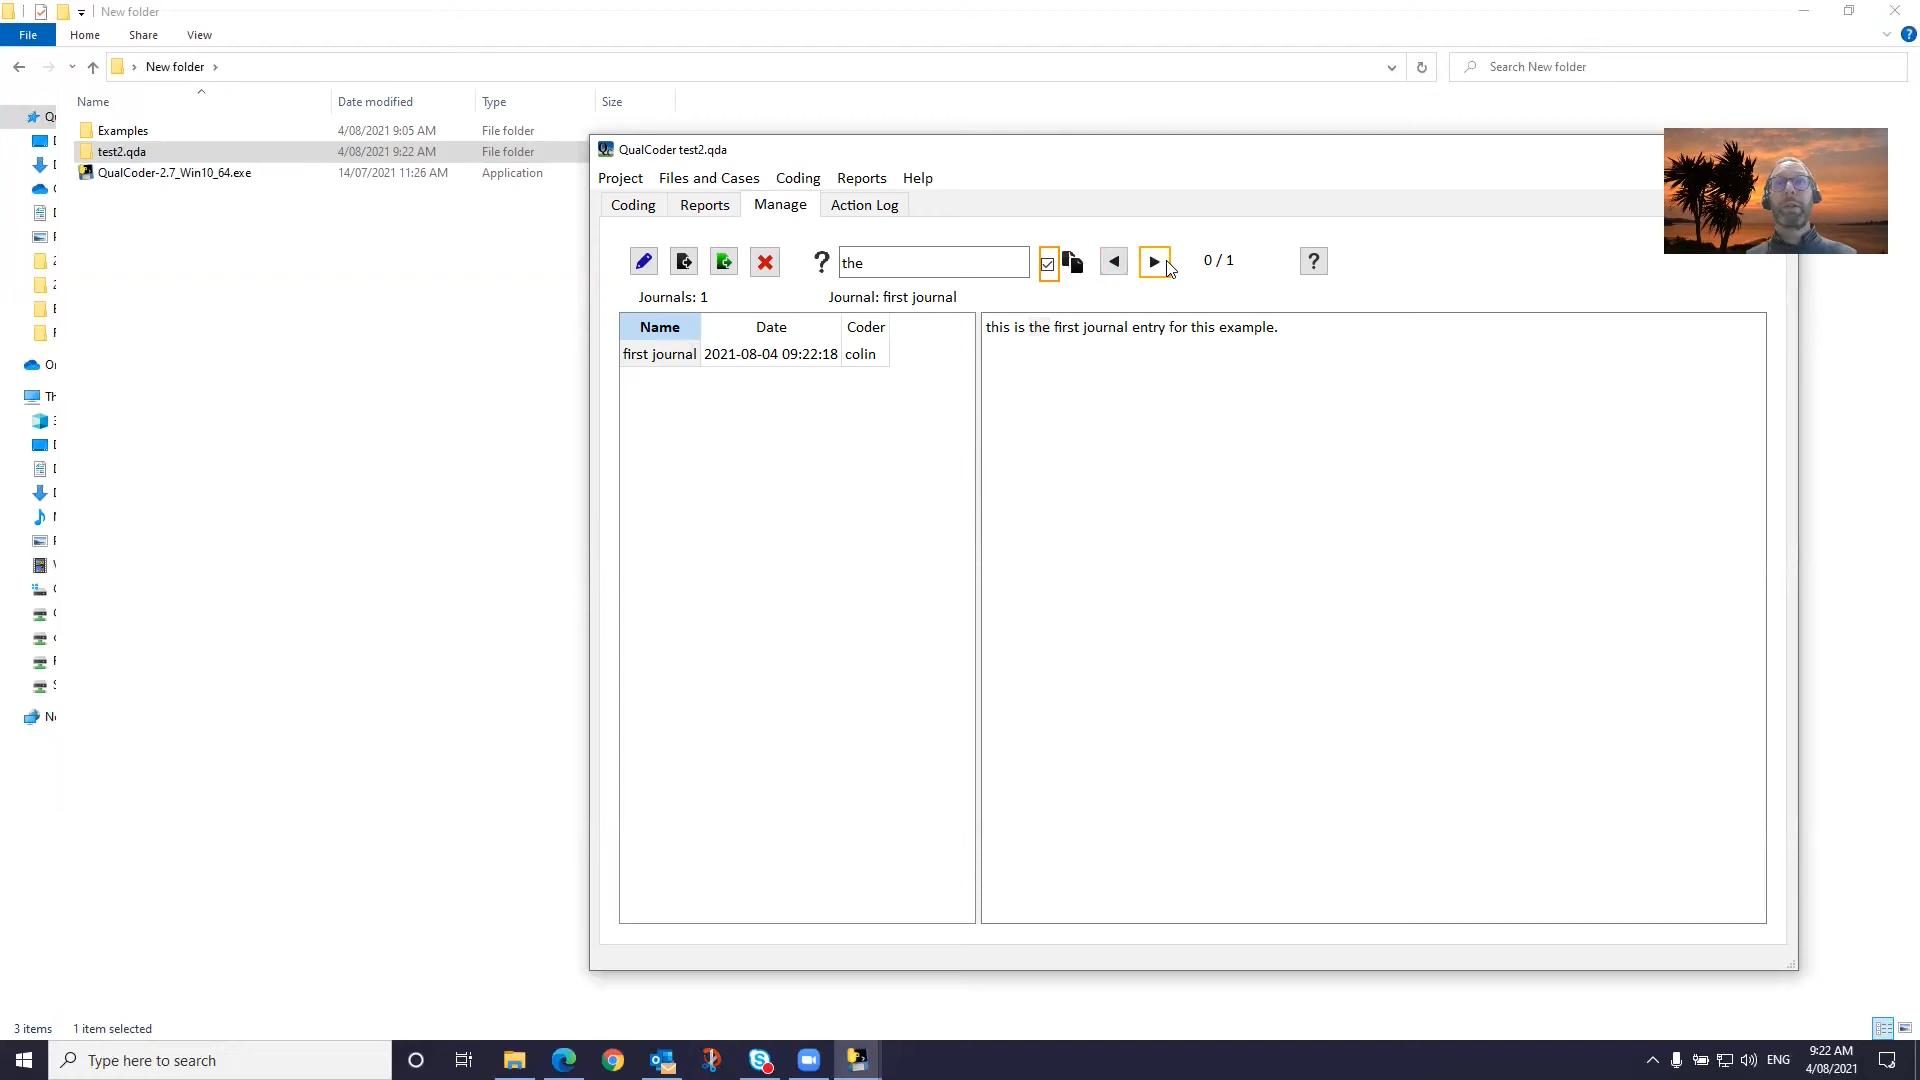 New folder
File Home Share View
New folder
Search New folder
Name Date modified Type Size
Examples 4/08/2021 9:05 AM File folder
test2.qda 4/08/2021 9:22 AM File folder
QualCoder-2.7_Win10_64.exe 14/07/2021 11:26 AM Application
QualCoder test2.qda
Project Files and Cases Coding Reports Help
Coding Reports Manage Action Log
? the 0 / 1 ?
Journals: 1 Journal: first journal
Name Date Coder
first journal 2021-08-04 09:22:18 colin
this is the first journal entry for this example.
3 items 1 item selected
Type here to search
ENG
9:22 AM
4/08/2021